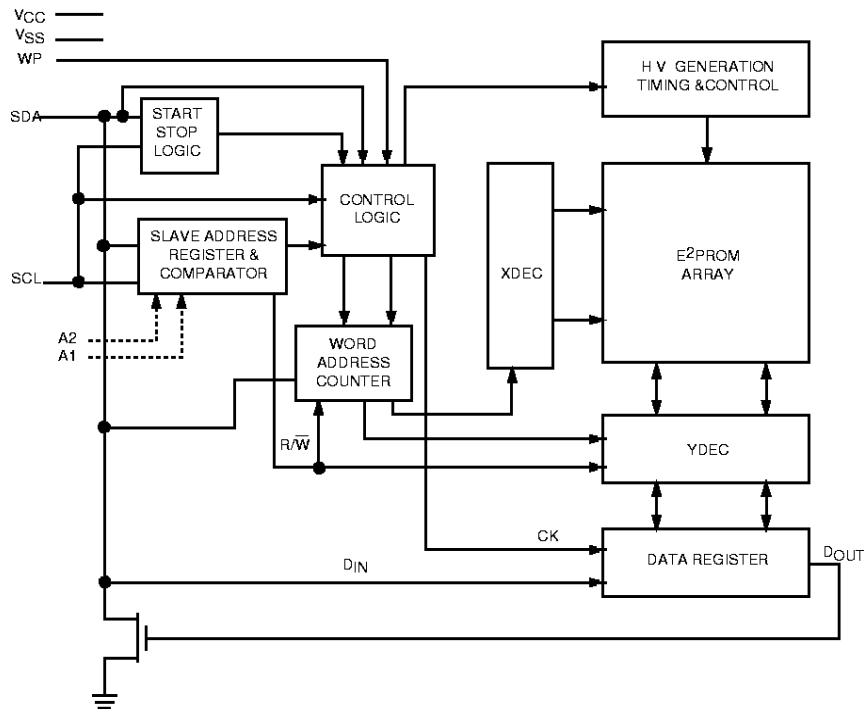 VCC
VSS
WP
SDA
START
STOP
LOGIC
H V GENERATION
TIMING &CONTROL
CONTROL
LOGIC
SLAVE ADDRESS
REGISTER &
COMPARATOR
SCL
XDEC
E²PROM
ARRAY
A2
A1
WORD
ADDRESS
COUNTER
R/W̅
YDEC
CK
DIN
DATA REGISTER
DOUT